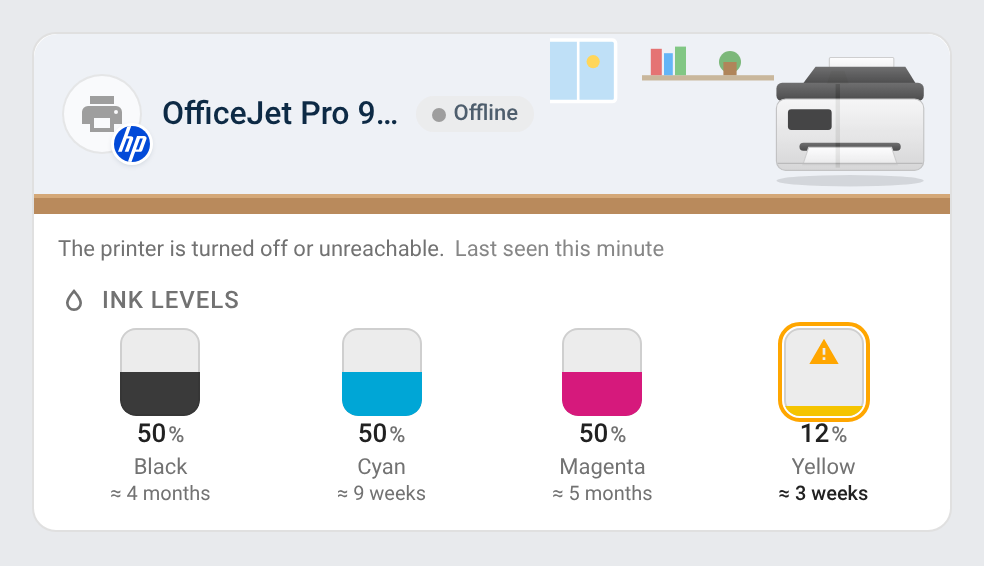 OfficeJet Pro 9…
Offline
hp
The printer is turned off or unreachable. Last seen this minute
INK LEVELS
50% 50% 50% 12%
Black Cyan Magenta Yellow
≈ 4 months ≈ 9 weeks ≈ 5 months ≈ 3 weeks